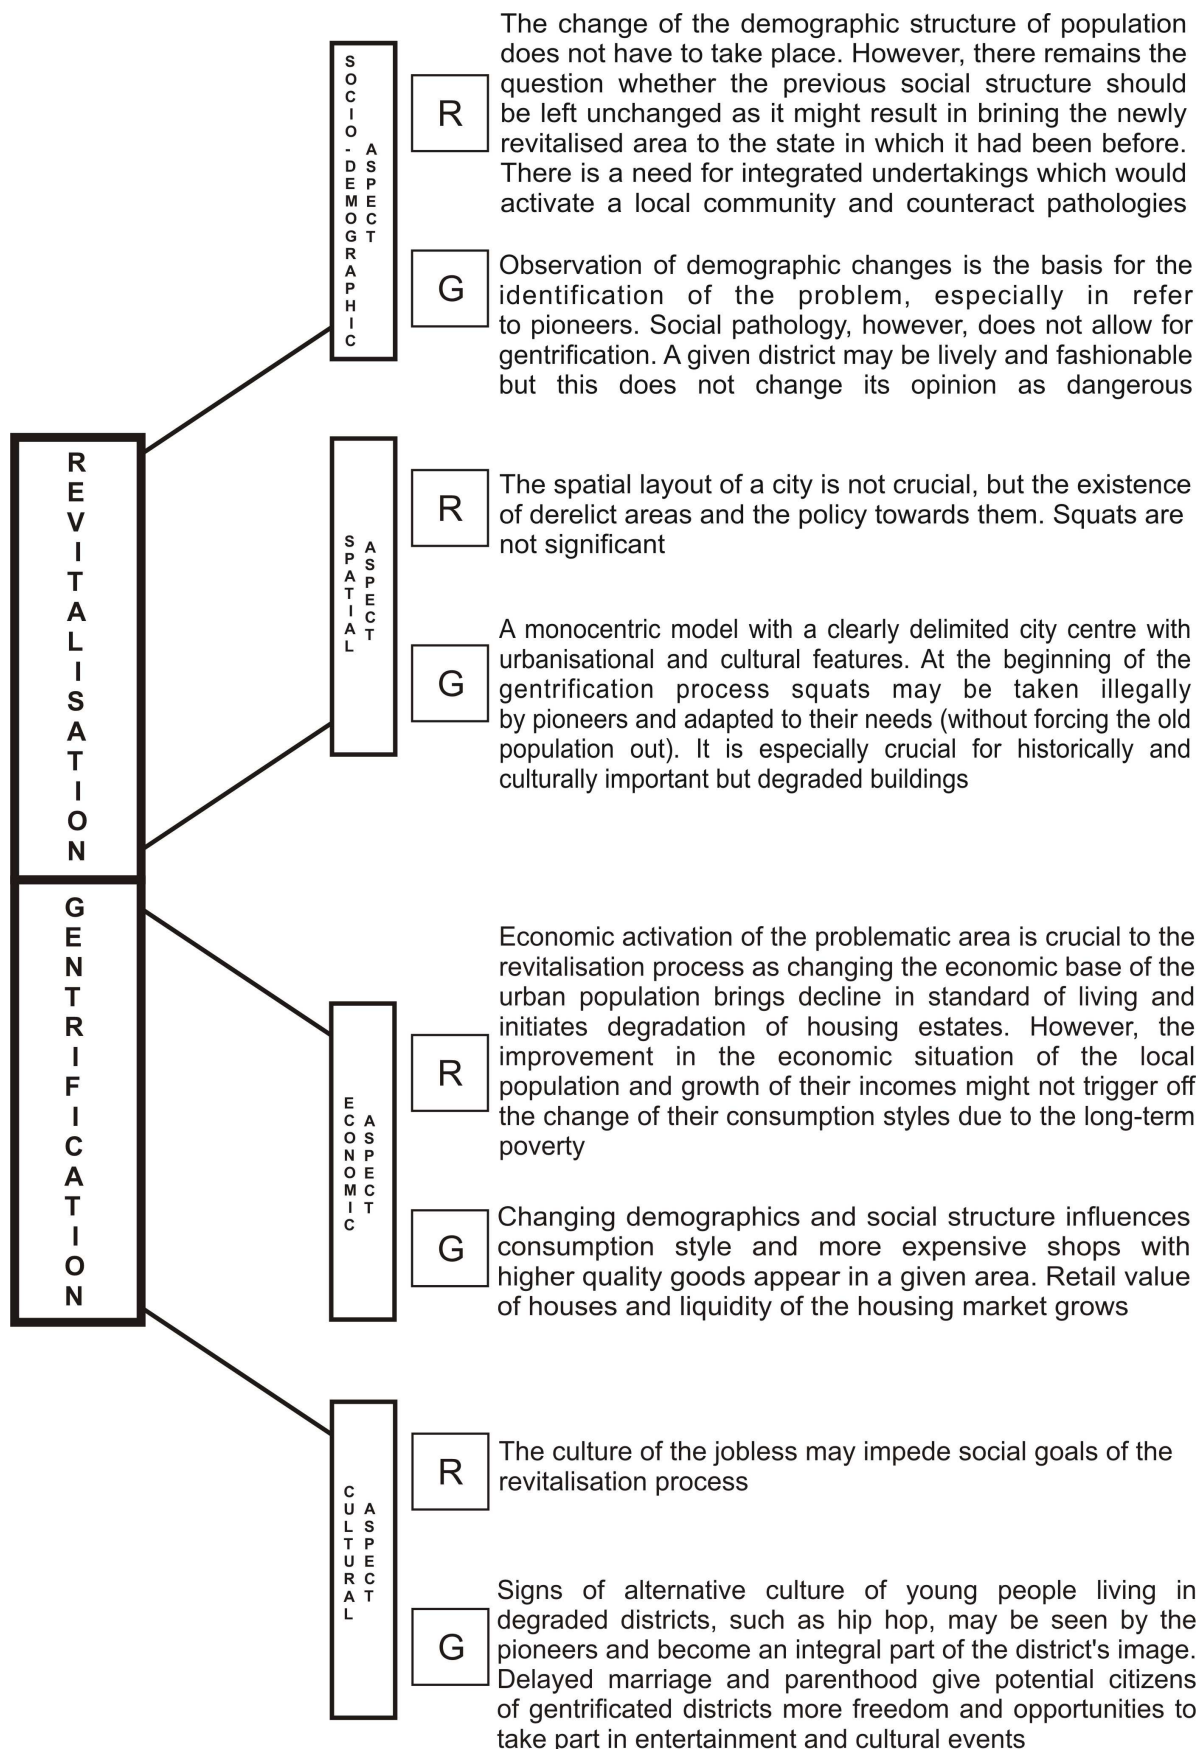 REVITALISATION
GENTRIFICATION
SOCIO-DEMOGRAPHIC
ASPECT
R
The change of the demographic structure of population
does not have to take place. However, there remains the
question whether the previous social structure should
be left unchanged as it might result in brining the newly
revitalised area to the state in which it had been before.
There is a need for integrated undertakings which would
activate a local community and counteract pathologies
G
Observation of demographic changes is the basis for the
identification of the problem, especially in refer
to pioneers. Social pathology, however, does not allow for
gentrification. A given district may be lively and fashionable
but this does not change its opinion as dangerous
SPATIAL
ASPECT
R
The spatial layout of a city is not crucial, but the existence
of derelict areas and the policy towards them. Squats are
not significant
G
A monocentric model with a clearly delimited city centre with
urbanisational and cultural features. At the beginning of the
gentrification process squats may be taken illegally
by pioneers and adapted to their needs (without forcing the old
population out). It is especially crucial for historically and
culturally important but degraded buildings
ECONOMIC
ASPECT
R
Economic activation of the problematic area is crucial to the
revitalisation process as changing the economic base of the
urban population brings decline in standard of living and
initiates degradation of housing estates. However, the
improvement in the economic situation of the local
population and growth of their incomes might not trigger off
the change of their consumption styles due to the long-term
poverty
G
Changing demographics and social structure influences
consumption style and more expensive shops with
higher quality goods appear in a given area. Retail value
of houses and liquidity of the housing market grows
CULTURAL
ASPECT
R
The culture of the jobless may impede social goals of the
revitalisation process
G
Signs of alternative culture of young people living in
degraded districts, such as hip hop, may be seen by the
pioneers and become an integral part of the district's image.
Delayed marriage and parenthood give potential citizens
of gentrificated districts more freedom and opportunities to
take part in entertainment and cultural events